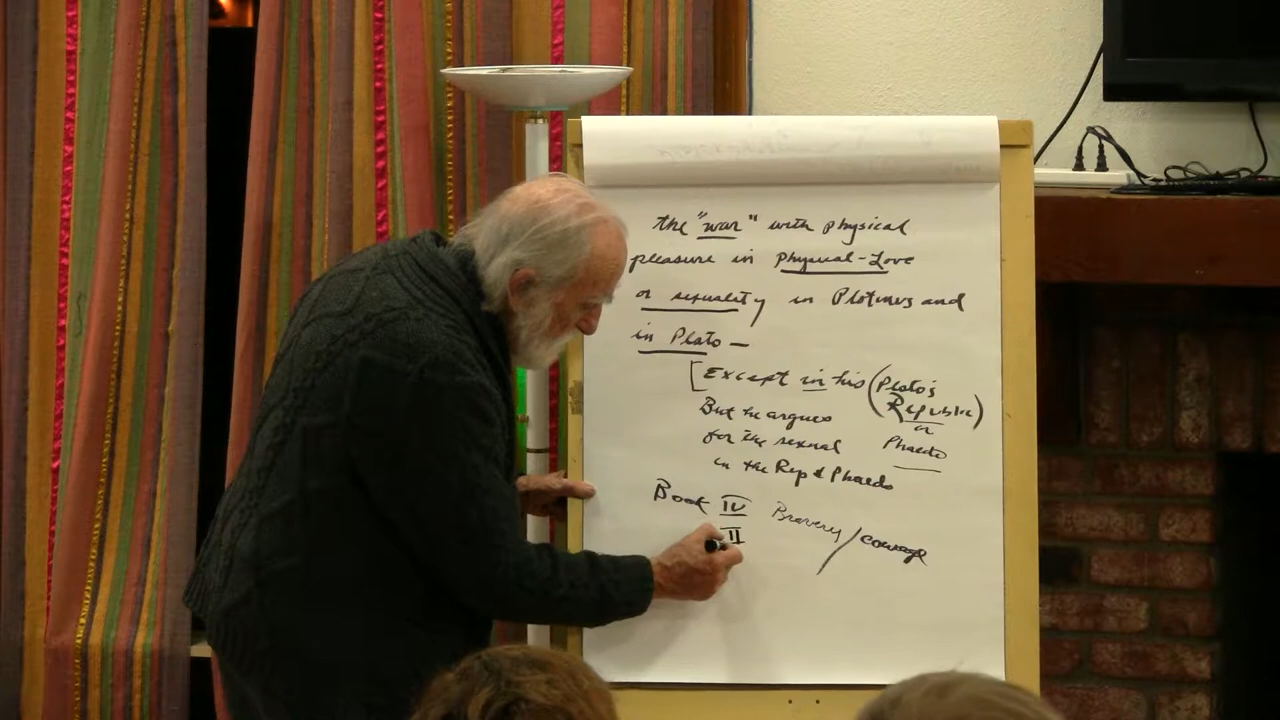 the "war" with physical
pleasure in Physical-Love
or sexuality in Plotinus and
in Plato —
[Except in his (Plato's
Republic)
or
But he argues
for the sexual Phaedo
in the Rep & Phaedo
Book IV Bravery/courage
II